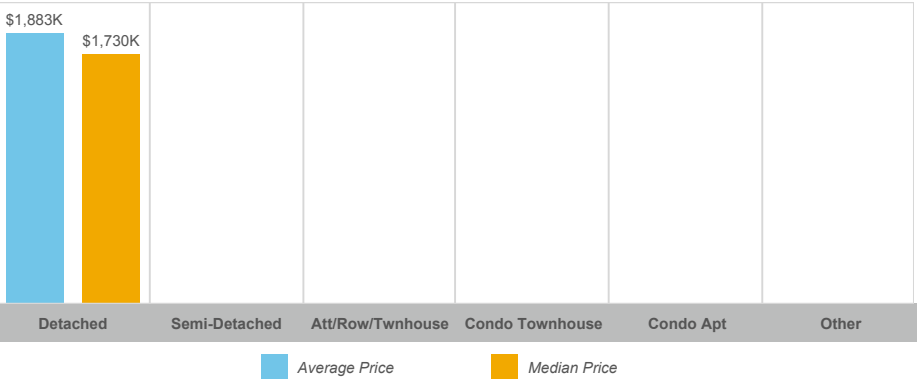 $1,883K
$1,730K
Detached Semi-Detached Att/Row/Twnhouse Condo Townhouse Condo Apt Other
Average Price Median Price